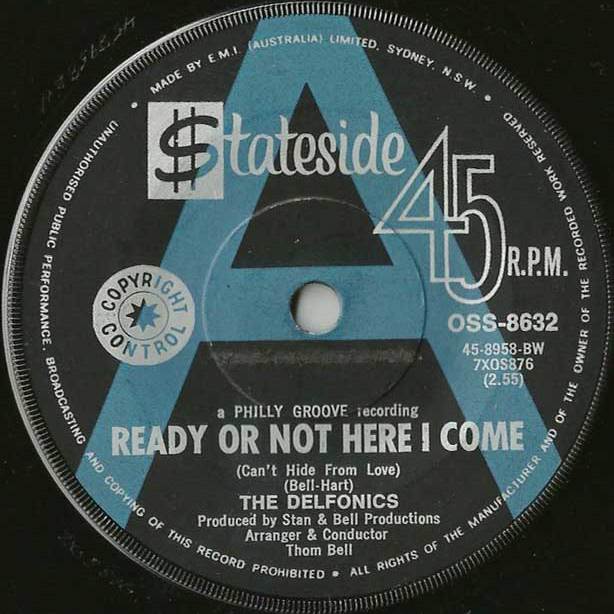 • MADE BY E.M.I. (AUSTRALIA) LIMITED, SYDNEY, N.S.W. •
$tateside
45
R.P.M.
COPYRIGHT CONTROL
OSS-8632
45-8958-BW
7XOS876
(2.55)
A
a PHILLY GROOVE recording
READY OR NOT HERE I COME
(Can't Hide From Love)
(Bell-Hart)
THE DELFONICS
Produced by Stan & Bell Productions
Arranger & Conductor
Thom Bell
UNAUTHORISED PUBLIC PERFORMANCE, BROADCASTING AND COPYING OF THIS RECORD PROHIBITED • ALL RIGHTS OF THE MANUFACTURER AND OF THE OWNER OF THE RECORDED WORK RESERVED